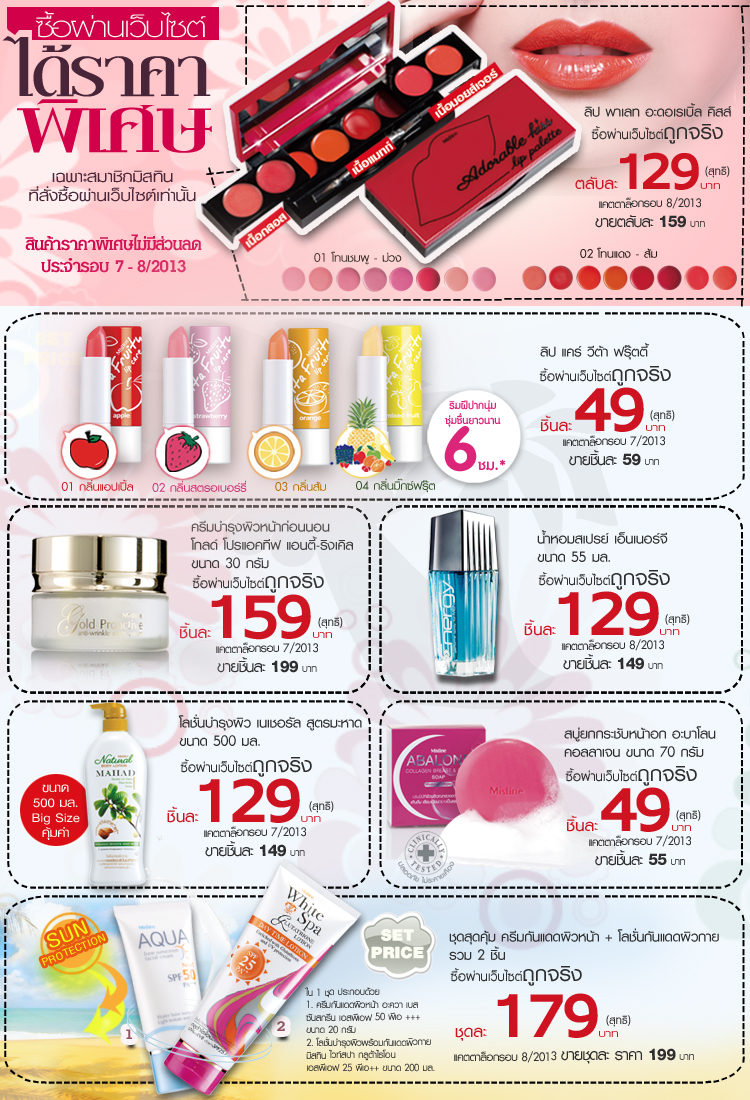 ซื้อผ่านเว็บไซต์
ได้ราคา
พิเศษ
เฉพาะสมาชิกมิสทิน
ที่สั่งซื้อผ่านเว็บไซต์เท่านั้น
สินค้าราคาพิเศษไม่มีส่วนลด
ประจำรอบ 7 - 8/2013
เนื้อกลอส
เนื้อแมทท์
เนื้อมอยส์เจอร์
Adorable kiss
lip palette
ลิป พาเลท อะดอเรเบิ้ล คิสส์
ซื้อผ่านเว็บไซต์ถูกจริง
ตลับละ 129 (สุทธิ) บาท
แคตตาล็อกรอบ 8/2013
ขายตลับละ 159 บาท
01 โทนชมพู - ม่วง
02 โทนแดง - ส้ม
SET
PRICE
apple
strawberry
orange
mixed fruit
01 กลิ่นแอปเปิ้ล
02 กลิ่นสตรอเบอร์รี่
03 กลิ่นส้ม
04 กลิ่นมิ๊กซ์ฟรุ๊ต
ริมฝีปากนุ่ม
ชุ่มชื่นยาวนาน
6
ชม.*
ลิป แคร์ วีต้า ฟรุ๊ตตี้
ซื้อผ่านเว็บไซต์ถูกจริง
ชิ้นละ 49 (สุทธิ) บาท
แคตตาล็อกรอบ 7/2013
ขายชิ้นละ 59 บาท
Gold Proactive
anti-wrinkle
ครีมบำรุงผิวหน้าก่อนนอน
โกลด์ โปรแอคทีฟ แอนตี้-ริงเคิล
ขนาด 30 กรัม
ซื้อผ่านเว็บไซต์ถูกจริง
ชิ้นละ 159 (สุทธิ) บาท
แคตตาล็อกรอบ 7/2013
ขายชิ้นละ 199 บาท
energy
น้ำหอมสเปรย์ เอ็นเนอร์จี
ขนาด 55 มล.
ซื้อผ่านเว็บไซต์ถูกจริง
ชิ้นละ 129 (สุทธิ) บาท
แคตตาล็อกรอบ 8/2013
ขายชิ้นละ 149 บาท
ขนาด
500 มล.
Big Size
คุ้มค่า
Natural
BODY LOTION
MAHAD
โลชั่นบำรุงผิว เนเชอรัล สูตรมะหาด
ขนาด 500 มล.
ซื้อผ่านเว็บไซต์ถูกจริง
ชิ้นละ 129 (สุทธิ) บาท
แคตตาล็อกรอบ 7/2013
ขายชิ้นละ 149 บาท
Mistine
ABALONE
COLLAGEN BREAST
SOAP
Mistine
CLINICALLY
TESTED
สบู่ยกกระชับหน้าอก อะบาโลน
คอลลาเจน ขนาด 70 กรัม
ซื้อผ่านเว็บไซต์ถูกจริง
ชิ้นละ 49 (สุทธิ) บาท
แคตตาล็อกรอบ 7/2013
ขายชิ้นละ 55 บาท
SUN
PROTECTION
Mistine
AQUA
SPF 50
1
White
Spa
GLUTATHIONE
LOTION
DAY TIME LOTION
SPF
25
2
SET
PRICE
ใน 1 ชุด ประกอบด้วย
1. ครีมกันแดดผิวหน้า อะควา เบส
ซันสกรีน เอสพีเอฟ 50 พีเอ +++
ขนาด 20 กรัม
2. โลชั่นบำรุงผิวพร้อมกันแดดผิวกาย
มิสทิน ไวท์สปา กลูต้าไธโอน
เอสพีเอฟ 25 พีเอ++ ขนาด 200 มล.
ชุดสุดคุ้ม ครีมกันแดดผิวหน้า + โลชั่นกันแดดผิวกาย
รวม 2 ชิ้น
ซื้อผ่านเว็บไซต์ถูกจริง
ชุดละ 179 (สุทธิ) บาท
แคตตาล็อกรอบ 8/2013 ขายชุดละ ราคา 199 บาท